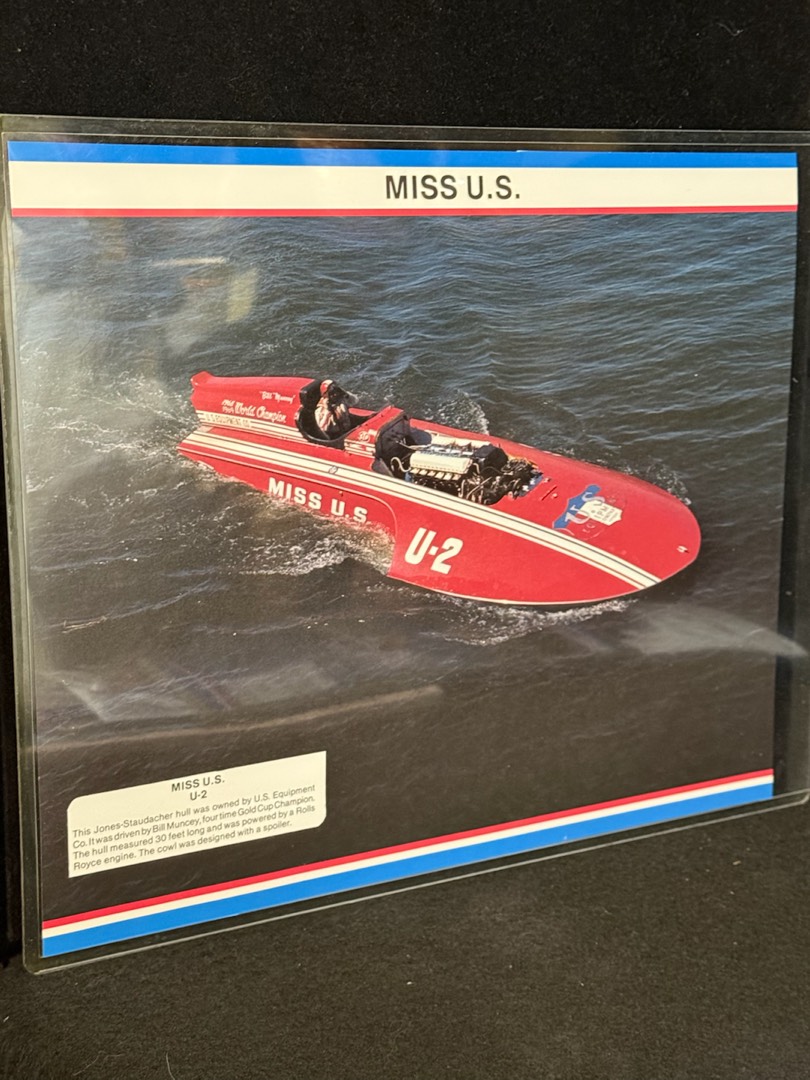 MISS U.S.
"Bill Muncey"
World Champion
MISS U.S.
U-2
U.S.
MISS U.S.
U-2
This Jones-Staudacher hull was owned by U.S. Equipment
Co. It was driven by Bill Muncey, four time Gold Cup Champion.
The hull measured 30 feet long and was powered by a Rolls
Royce engine. The cowl was designed with a spoiler.